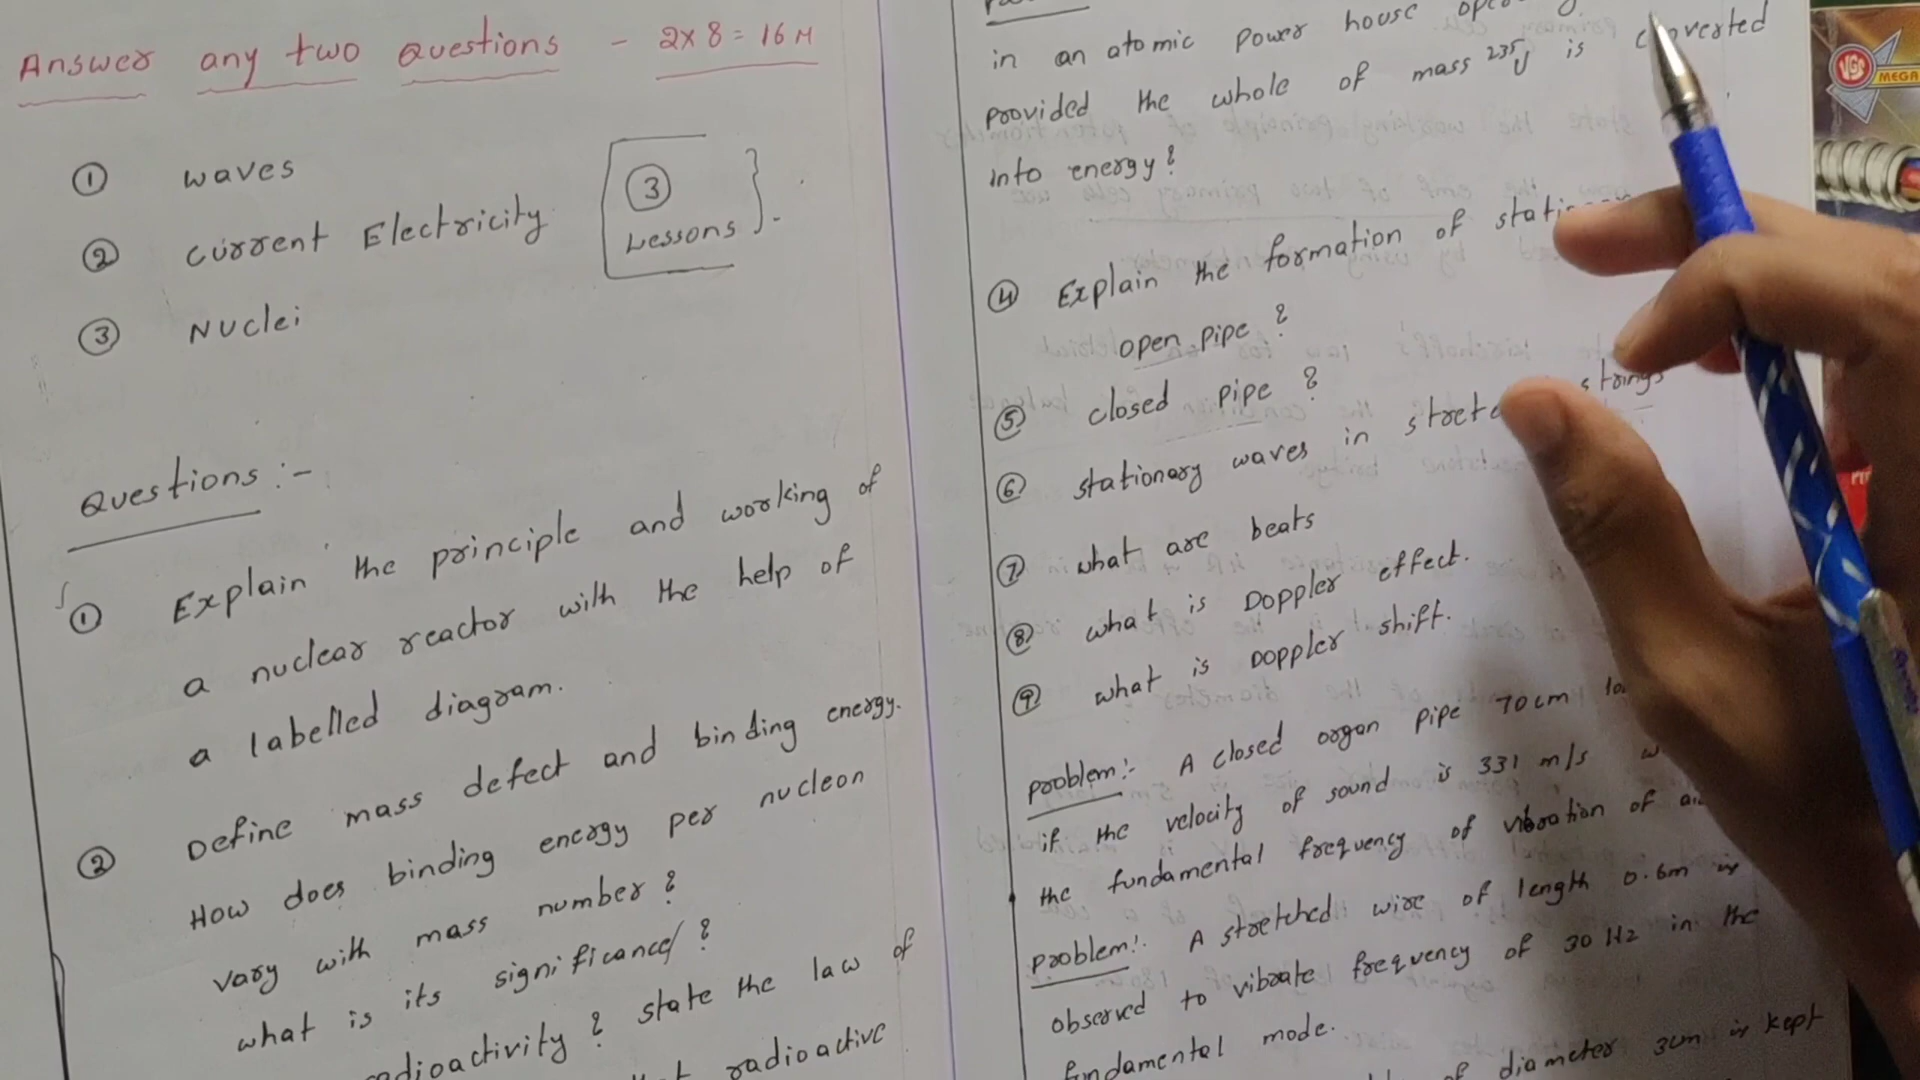 Answer any two Questions - 2x8=16M
① waves
② current Electricity
③ Nuclei
③
Lessons
Questions :-
① Explain the principle and working of
a nuclear reactor with the help of
a labelled diagram.
② Define mass defect and binding energy.
How does binding energy per nucleon
vary with mass number?
what is its significance?
state the law of
radioactive
in an atomic power house
provided the whole of mass 235U is converted
into energy?
④ Explain the formation of
open pipe?
⑤ closed pipe?
⑥ stationary waves in strings
⑦ what are beats
⑧ what is Doppler effect.
⑨ what is Doppler shift.
problem:- A closed organ pipe 70cm
if the velocity of sound is 331 m/s
the fundamental frequency of vibration of
problem:. A stretched wire of length 0.6m is
observed to vibrate frequency of 30 Hz in the
fundamental mode.
of diameter 3cm is kept
VGS
MEGA